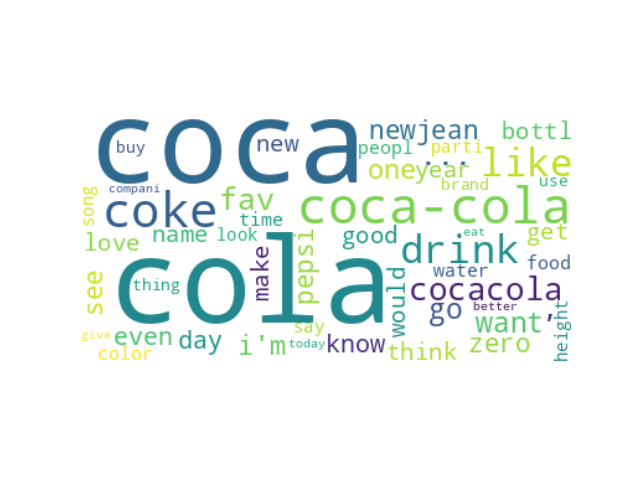 coca
buy
new
newjean
bottl
peopl
parti
...
like
one
year
compani
brand
use
song
coke
fav
coca-cola
time
love
name
look
good
drink
get
cola
see
thing
make
pepsi
would
water
food
eat
cocacola
go
better
want
,
height
say
give
even
day
i'm
today
know
think
zero
color